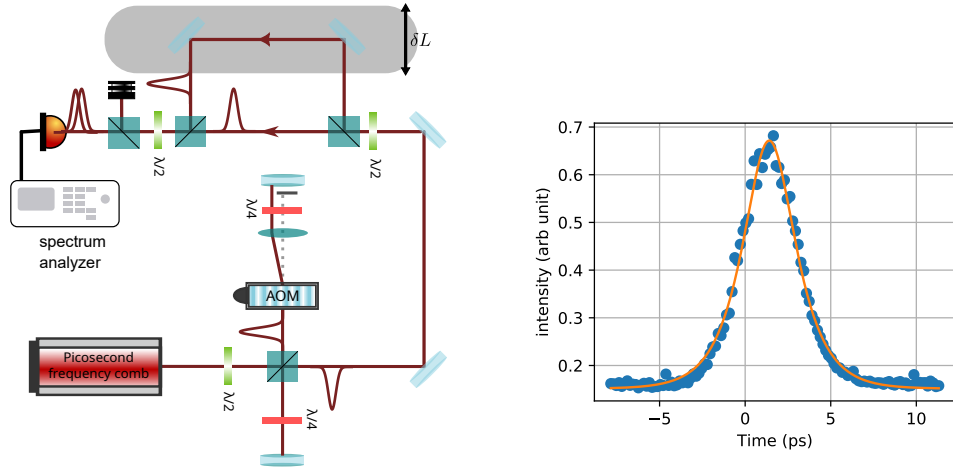 δL
λ/2
λ/2
λ/4
spectrum
analyzer
AOM
Picosecond
frequency comb
λ/2
λ/4
0.7
0.6
0.5
0.4
0.3
0.2
intensity (arb unit)
−5
0
5
10
Time (ps)